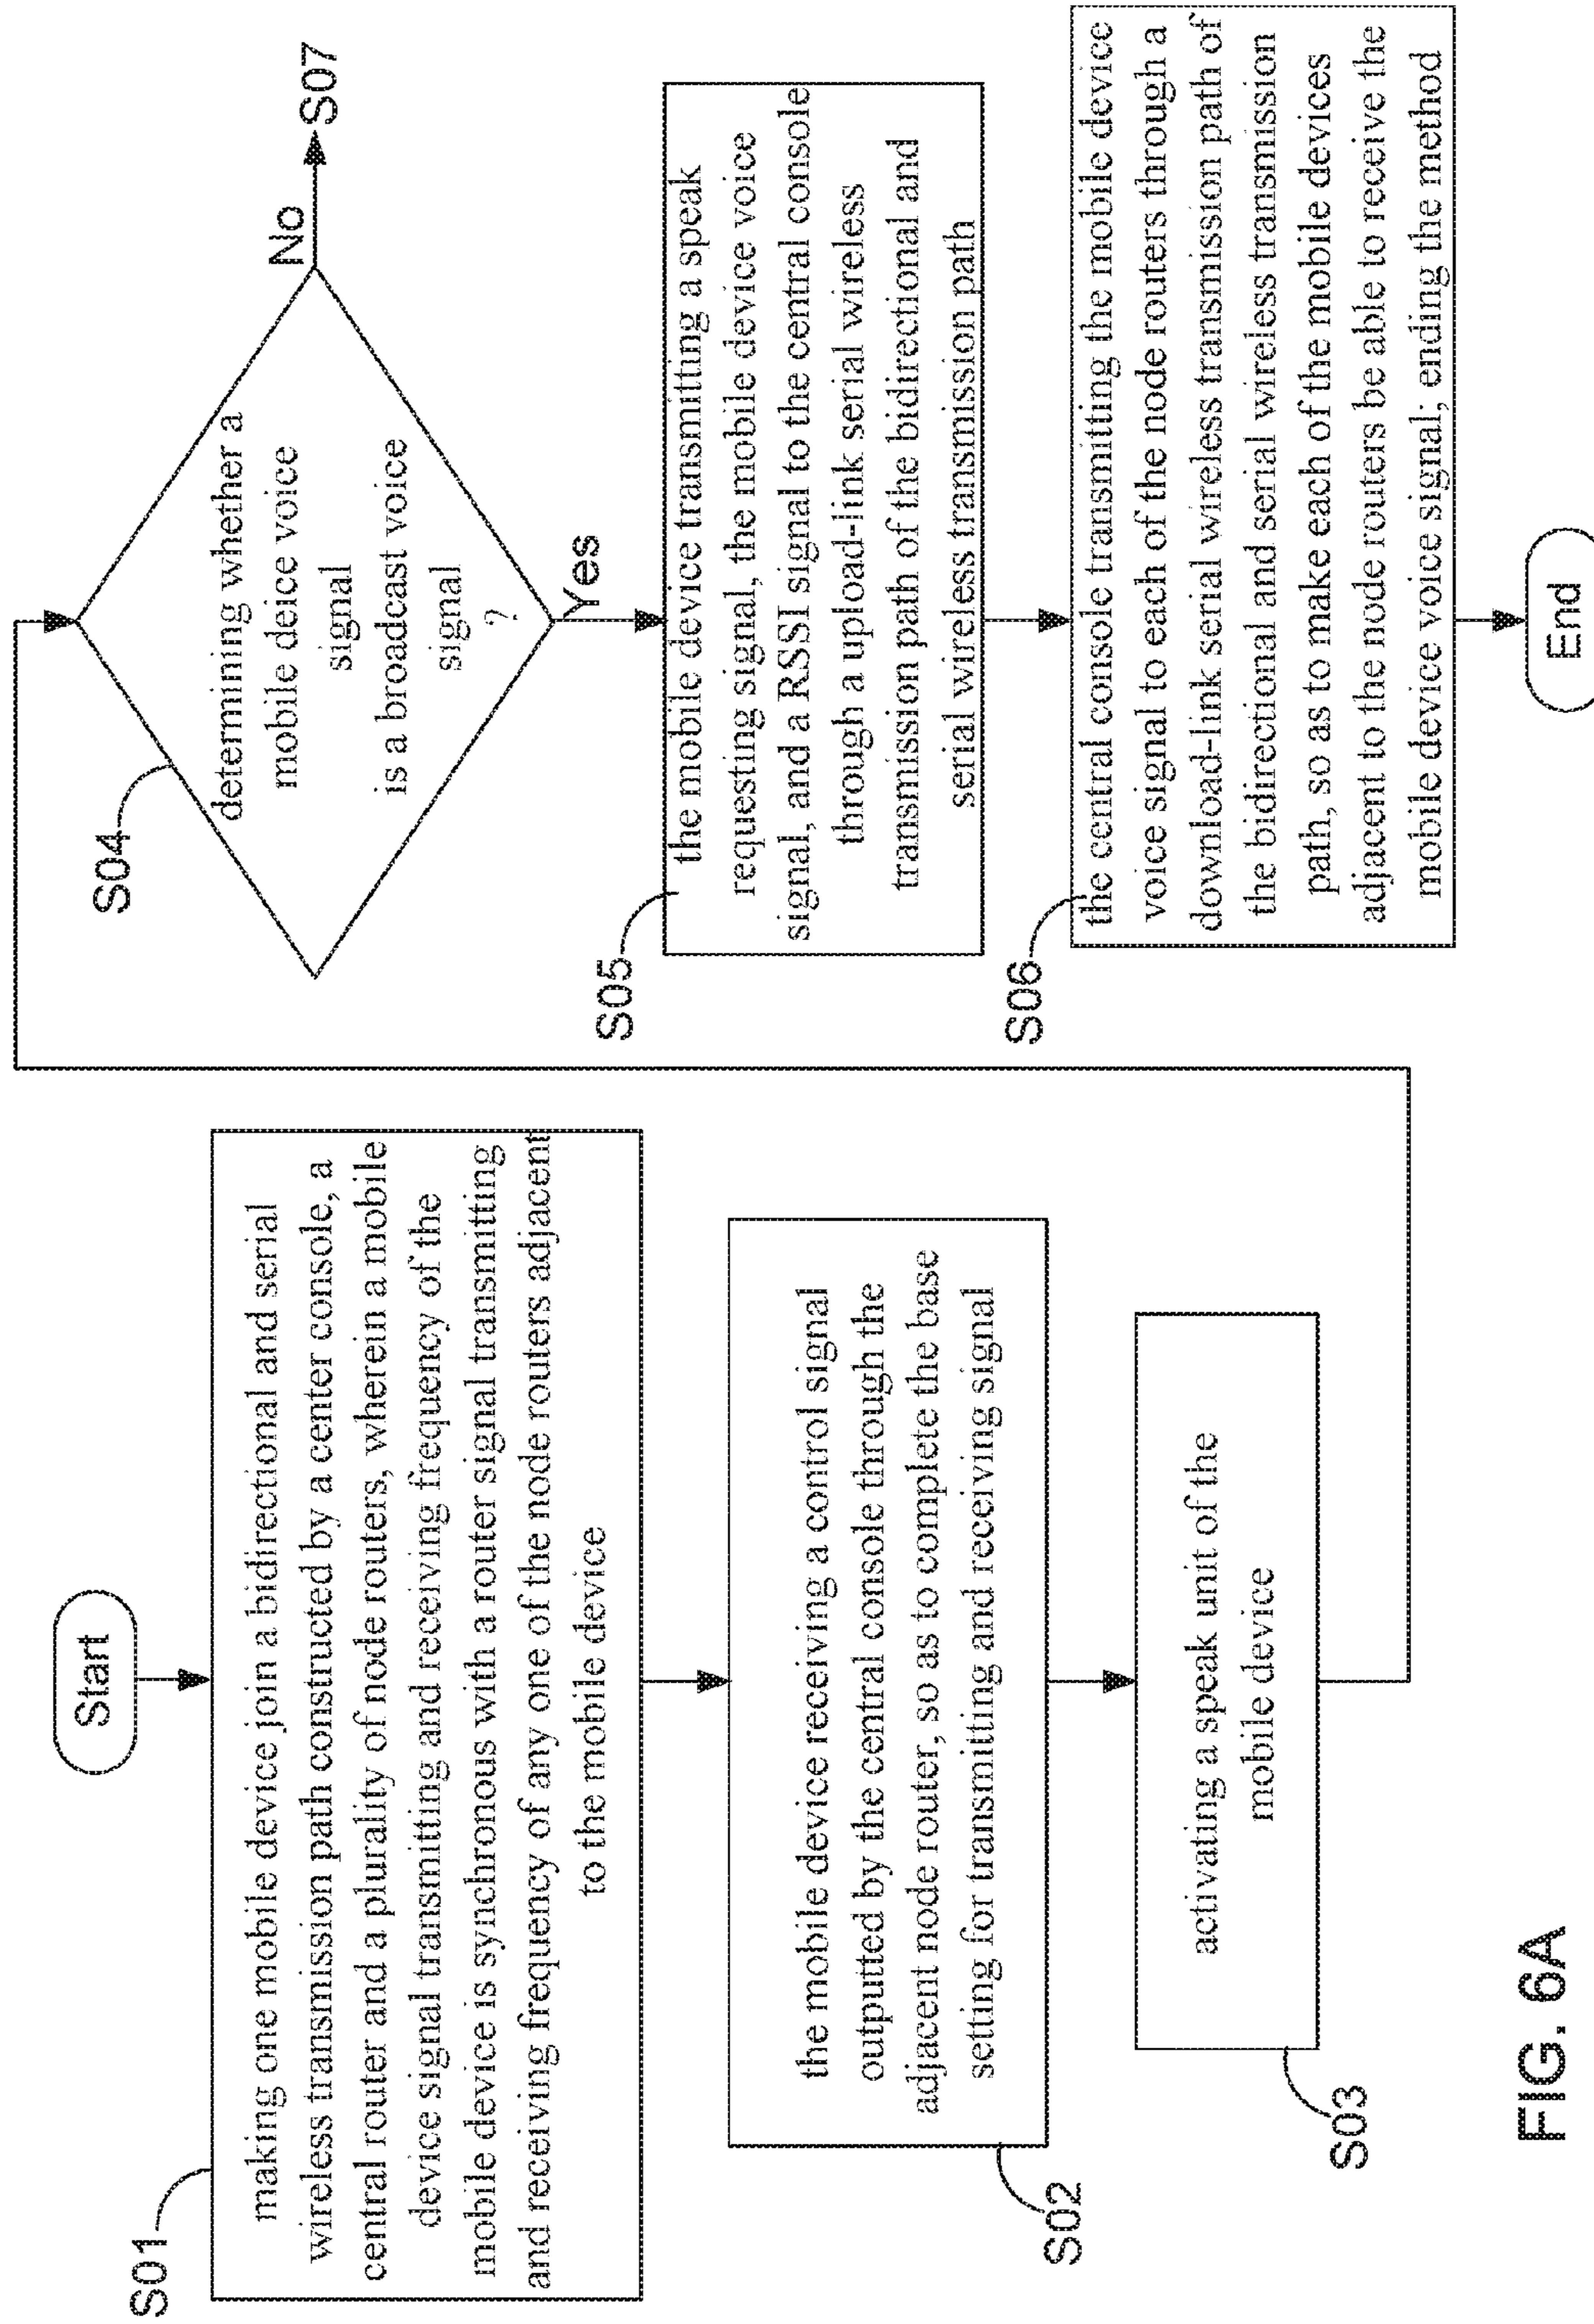 Start
S01
making one mobile device join a bidirectional and serial
wireless transmission path constructed by a center console, a
central router and a plurality of node routers, wherein a mobile
device signal transmitting and receiving frequency of the
mobile device is synchronous with a router signal transmitting
and receiving frequency of any one of the node routers adjacent
to the mobile device
S02
the mobile device receiving a control signal
outputted by the central console through the
adjacent node router, so as to complete the base
setting for transmitting and receiving signal
S03
activating a speak unit of the
mobile device
S04
determining whether a
mobile deice voice
signal
is a broadcast voice
signal
?
No
S07
Yes
S05
the mobile device transmitting a speak
requesting signal, the mobile device voice
signal, and a RSSI signal to the central console
through a upload-link serial wireless
transmission path of the bidirectional and
serial wireless transmission path
S06
the central console transmitting the mobile device
voice signal to each of the node routers through a
download-link serial wireless transmission path of
the bidirectional and serial wireless transmission
path, so as to make each of the mobile devices
adjacent to the node routers be able to receive the
mobile device voice signal; ending the method
End
FIG. 6A